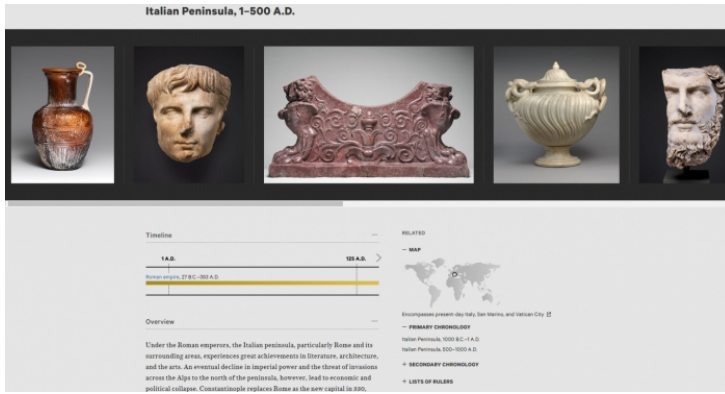 Italian Peninsula, 1–500 A.D.
Timeline
1 A.D. 125 A.D.
Roman empire, 27 B.C.–393 A.D.
Overview
Under the Roman emperors, the Italian peninsula, particularly Rome and its
surrounding areas, experiences great achievements in literature, architecture,
and the arts. An eventual decline in imperial power and the threat of invasions
across the Alps to the north of the peninsula, however, lead to economic and
political collapse. Constantinople replaces Rome as the new capital in 330,
RELATED
– MAP
Encompasses present-day Italy, San Marino, and Vatican City
– PRIMARY CHRONOLOGY
Italian Peninsula, 1000 B.C.–1 A.D.
Italian Peninsula, 500–1000 A.D.
+ SECONDARY CHRONOLOGY
+ LISTS OF RULERS